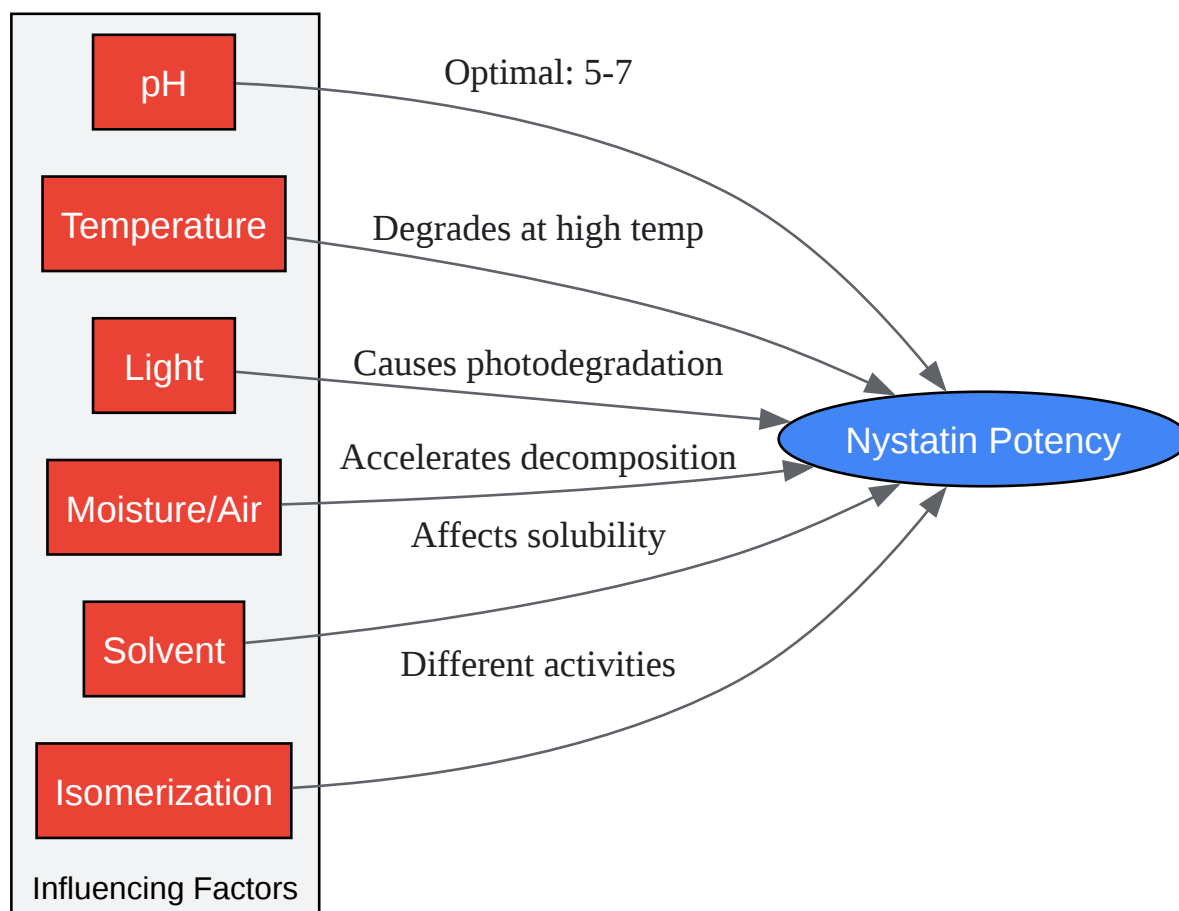 pH
Optimal: 5-7
Temperature
Degrades at high temp
Light
Causes photodegradation
Nystatin Potency
Moisture/Air
Accelerates decomposition
Affects solubility
Solvent
Different activities
Isomerization
Influencing Factors